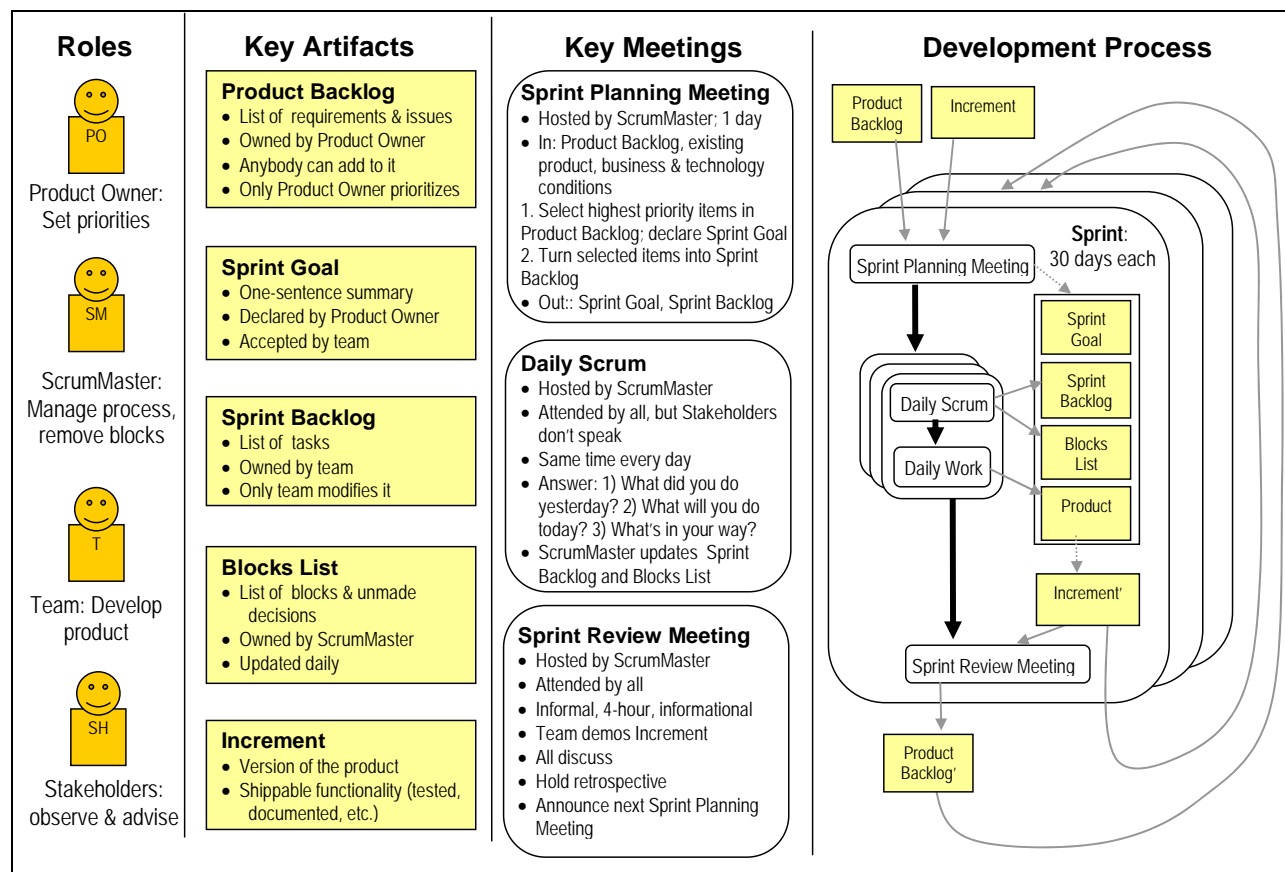 Roles
PO
Product Owner:
Set priorities
SM
ScrumMaster:
Manage process,
remove blocks
T
Team: Develop
product
SH
Stakeholders:
observe & advise
Key Artifacts
Product Backlog
• List of requirements & issues
• Owned by Product Owner
• Anybody can add to it
• Only Product Owner prioritizes
Sprint Goal
• One-sentence summary
• Declared by Product Owner
• Accepted by team
Sprint Backlog
• List of tasks
• Owned by team
• Only team modifies it
Blocks List
• List of blocks & unmade
decisions
• Owned by ScrumMaster
• Updated daily
Increment
• Version of the product
• Shippable functionality (tested,
documented, etc.)
Key Meetings
Sprint Planning Meeting
• Hosted by ScrumMaster; 1 day
• In: Product Backlog, existing
product, business & technology
conditions
1. Select highest priority items in
Product Backlog; declare Sprint Goal
2. Turn selected items into Sprint
Backlog
• Out:: Sprint Goal, Sprint Backlog
Daily Scrum
• Hosted by ScrumMaster
• Attended by all, but Stakeholders
don't speak
• Same time every day
• Answer: 1) What did you do
yesterday? 2) What will you do
today? 3) What's in your way?
• ScrumMaster updates Sprint
Backlog and Blocks List
Sprint Review Meeting
• Hosted by ScrumMaster
• Attended by all
• Informal, 4-hour, informational
• Team demos Increment
• All discuss
• Hold retrospective
• Announce next Sprint Planning
Meeting
Development Process
Product
Backlog
Increment
Sprint:
30 days each
Sprint Planning Meeting
Sprint
Goal
Sprint
Backlog
Blocks
List
Product
Daily Scrum
Daily Work
Increment'
Sprint Review Meeting
Product
Backlog'